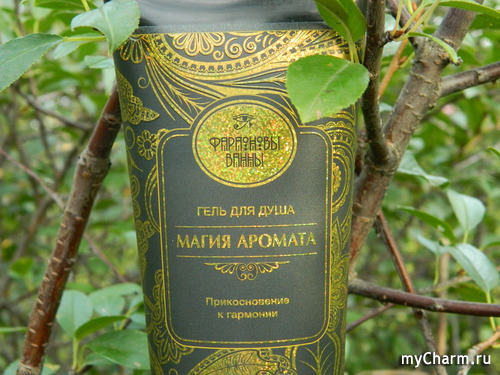 ФАРАОНОВЫ
ВАННЫ
ГЕЛЬ ДЛЯ ДУША
МАГИЯ АРОМАТА
Прикосновение
к гармонии
myCharm.ru